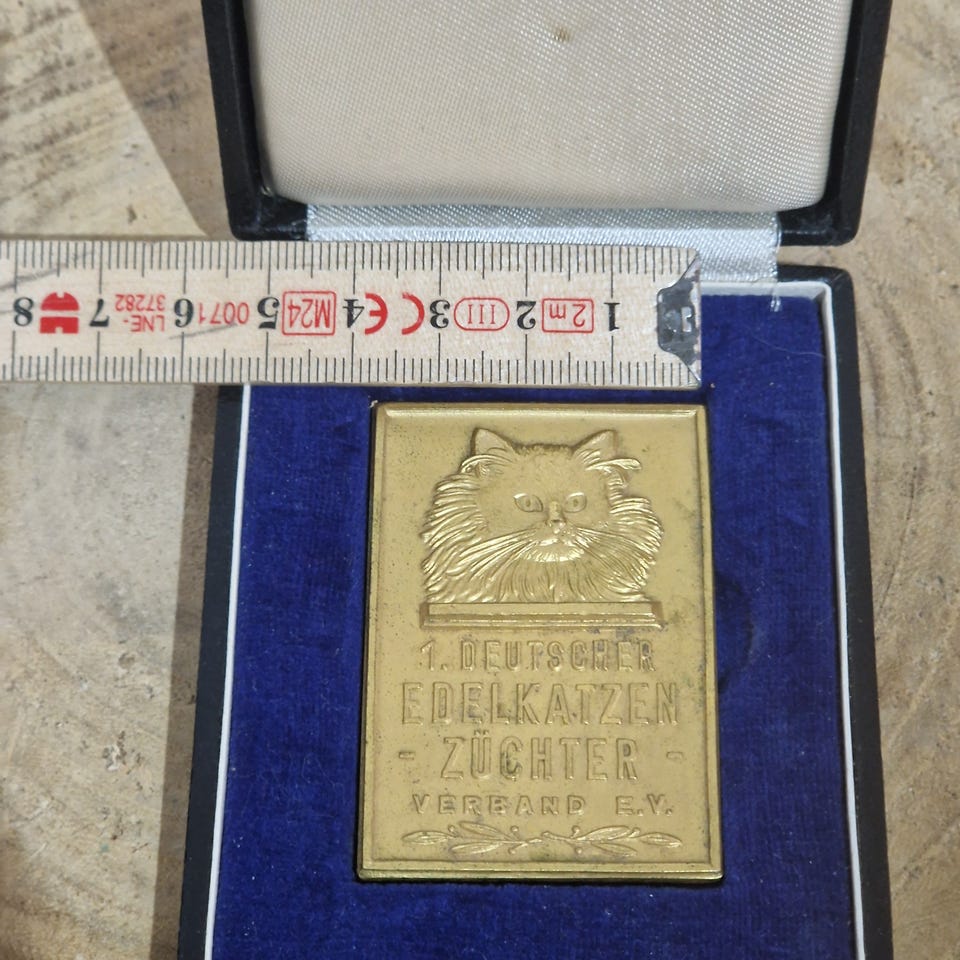 1 2m 2 III 3 CE 4 M24 5 0071 6 LNE-37282 7 8
1. DEUTSCHER
EDELKATZEN
- ZÜCHTER -
VERBAND E.V.